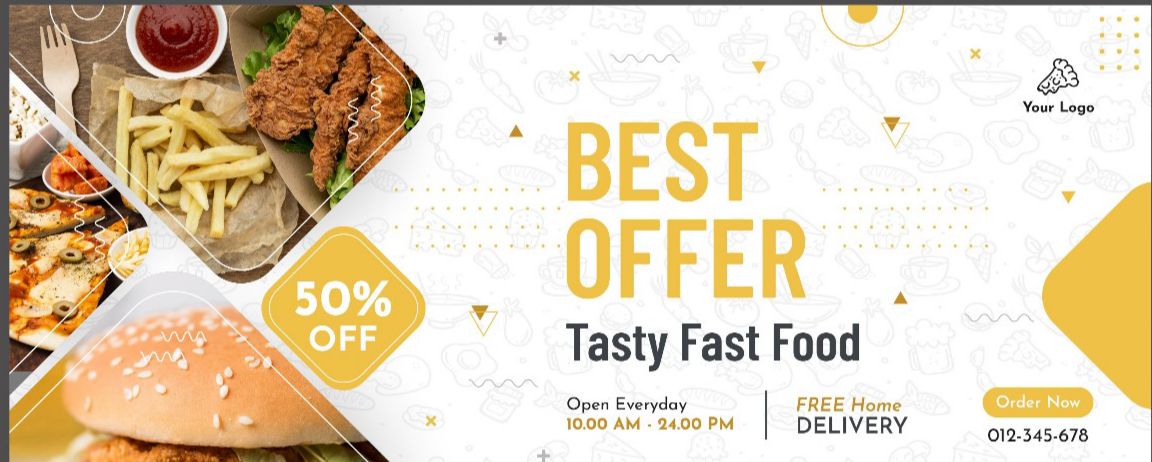 Your Logo
BEST
OFFER
50%
OFF
Tasty Fast Food
Open Everyday
10.00 AM - 24.00 PM
FREE Home
DELIVERY
Order Now
012-345-678